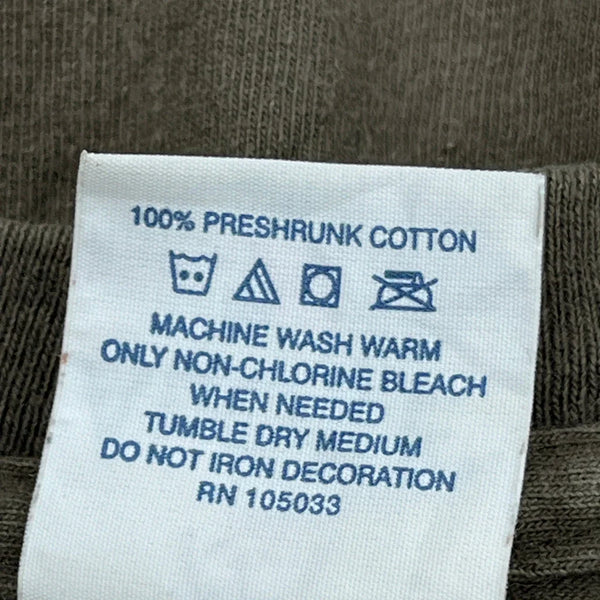 100% PRESHRUNK COTTON
MACHINE WASH WARM
ONLY NON-CHLORINE BLEACH
WHEN NEEDED
TUMBLE DRY MEDIUM
DO NOT IRON DECORATION
RN 105033